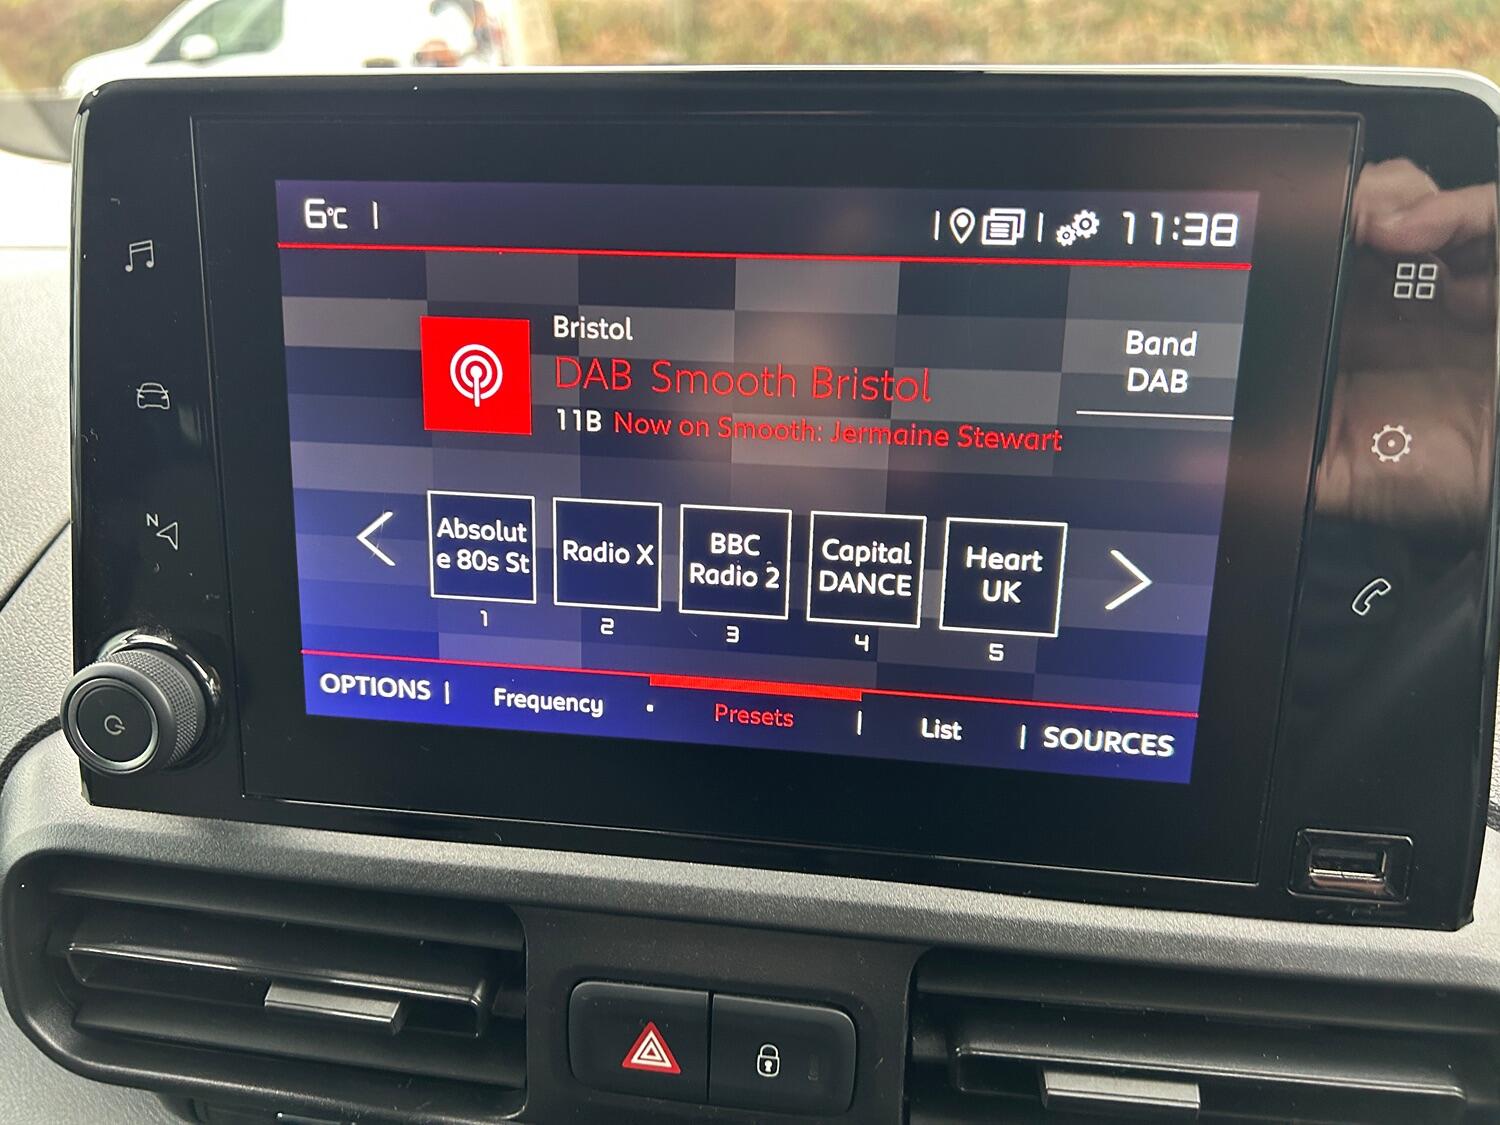 6°C
11:38
Bristol
DAB Smooth Bristol
11B Now on Smooth: Jermaine Stewart
Band
DAB
N
Absolut
e 80s St
Radio X
BBC
Radio 2
Capital
DANCE
Heart
UK
1
2
3
4
5
OPTIONS
Frequency
Presets
List
SOURCES